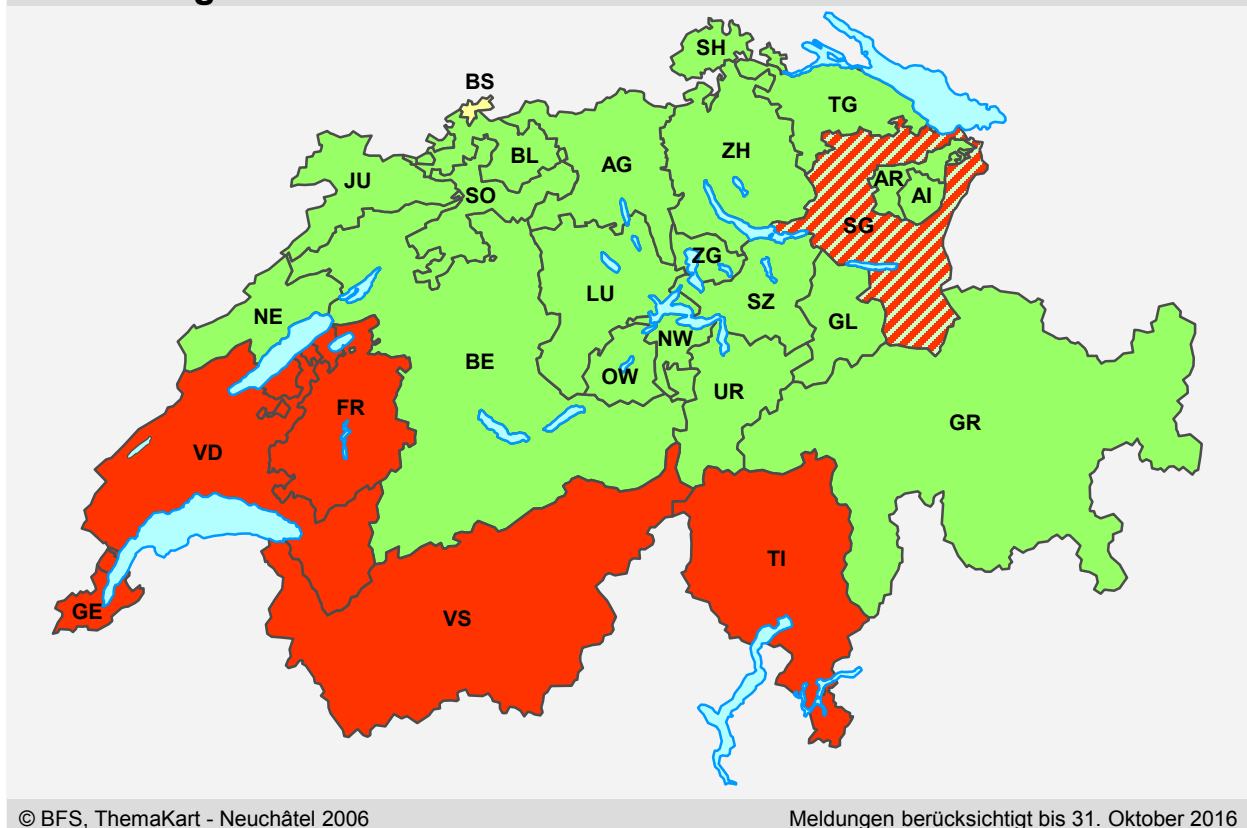 SH
BS
TG
BL
AG
ZH
JU
AR
AI
SO
SG
ZG
LU
SZ
NE
GL
NW
BE
OW
UR
FR
GR
VD
TI
GE
VS
© BFS, ThemaKart - Neuchâtel 2006
Meldungen berücksichtigt bis 31. Oktober 2016